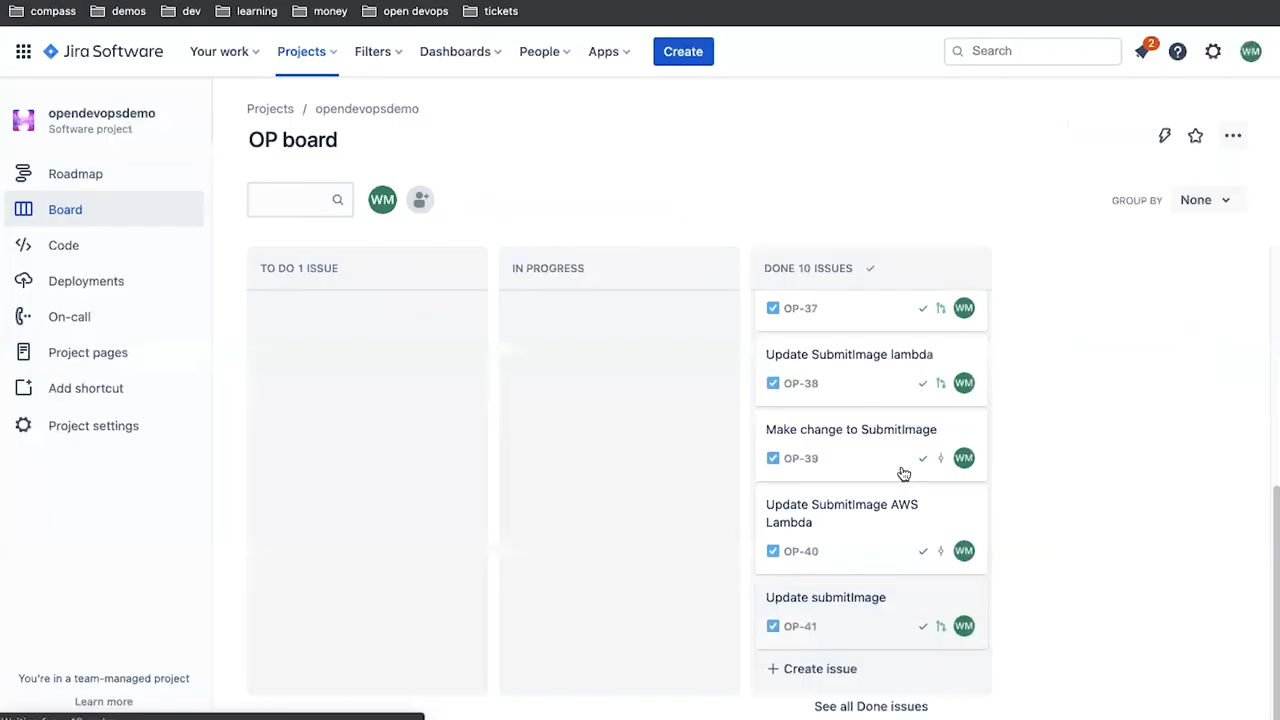 compass demos dev learning money open devops tickets
Jira Software Your work Projects Filters Dashboards People Apps Create Search 2 WM
opendevopsdemo
Software project
Roadmap
Board
Code
Deployments
On-call
Project pages
Add shortcut
Project settings
You're in a team-managed project
Learn more
Projects / opendevopsdemo
OP board
WM
GROUP BY None
TO DO 1 ISSUE
IN PROGRESS
DONE 10 ISSUES
OP-37 WM
Update SubmitImage lambda
OP-38 WM
Make change to SubmitImage
OP-39 WM
Update SubmitImage AWS
Lambda
OP-40 WM
Update submitImage
OP-41 WM
+ Create issue
See all Done issues